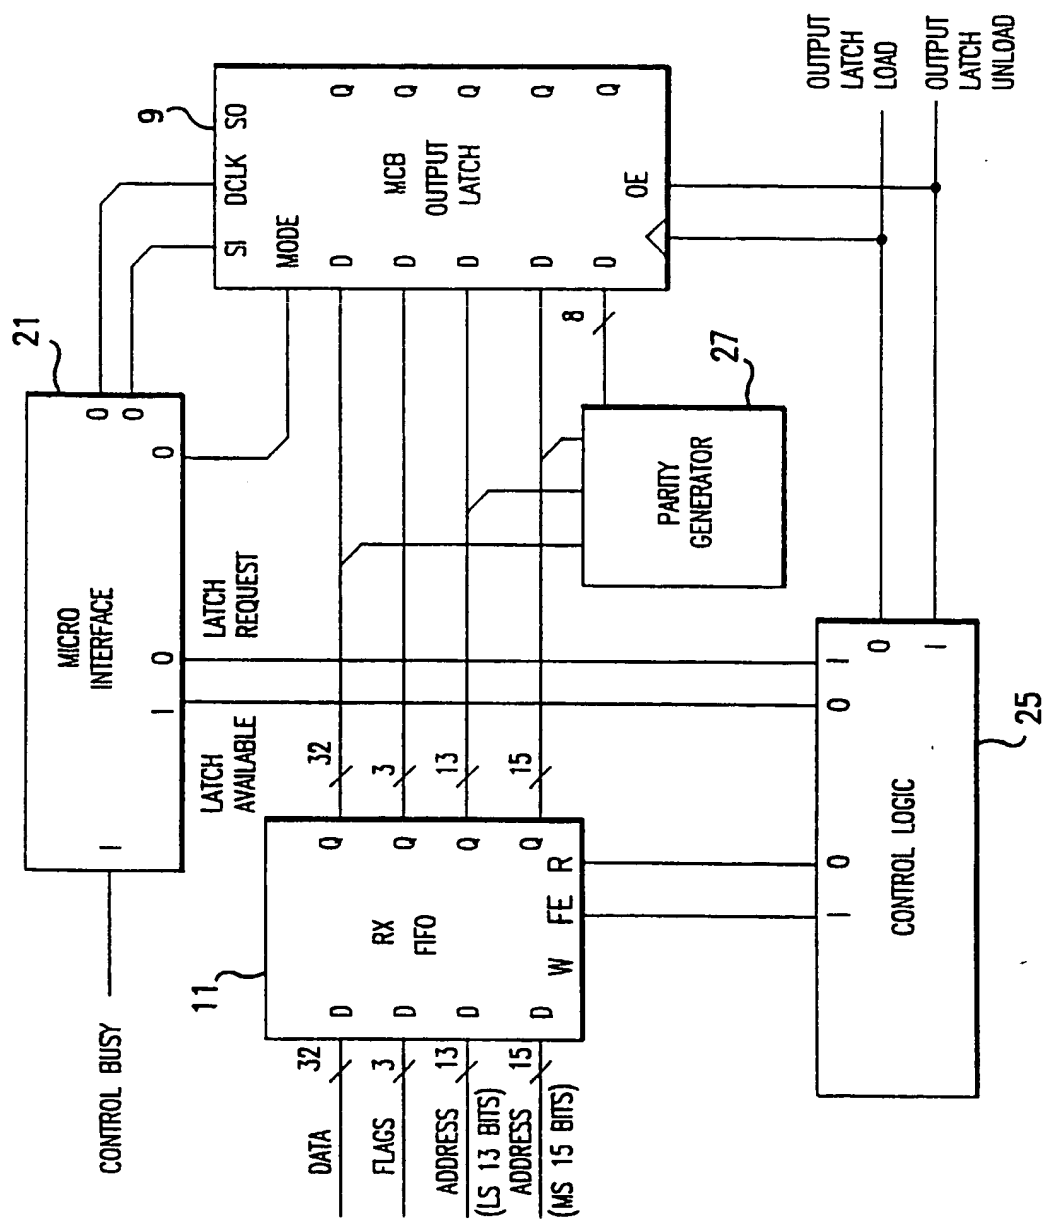 CONTROL BUSY
I
MICRO
INTERFACE
21
O
O
O
I
O
LATCH
AVAILABLE
LATCH
REQUEST
DATA
32
FLAGS
3
ADDRESS
(LS 13 BITS)
13
ADDRESS
(MS 15 BITS)
15
11
RX
FIFO
D
D
D
D
Q
Q
Q
Q
W
FE
R
32
3
13
15
9
SI
DCLK
SO
MODE
MCB
OUTPUT
LATCH
D
D
D
D
D
Q
Q
Q
Q
Q
OE
8
27
PARITY
GENERATOR
25
CONTROL LOGIC
I
O
O
I
O
I
OUTPUT
LATCH
LOAD
OUTPUT
LATCH
UNLOAD